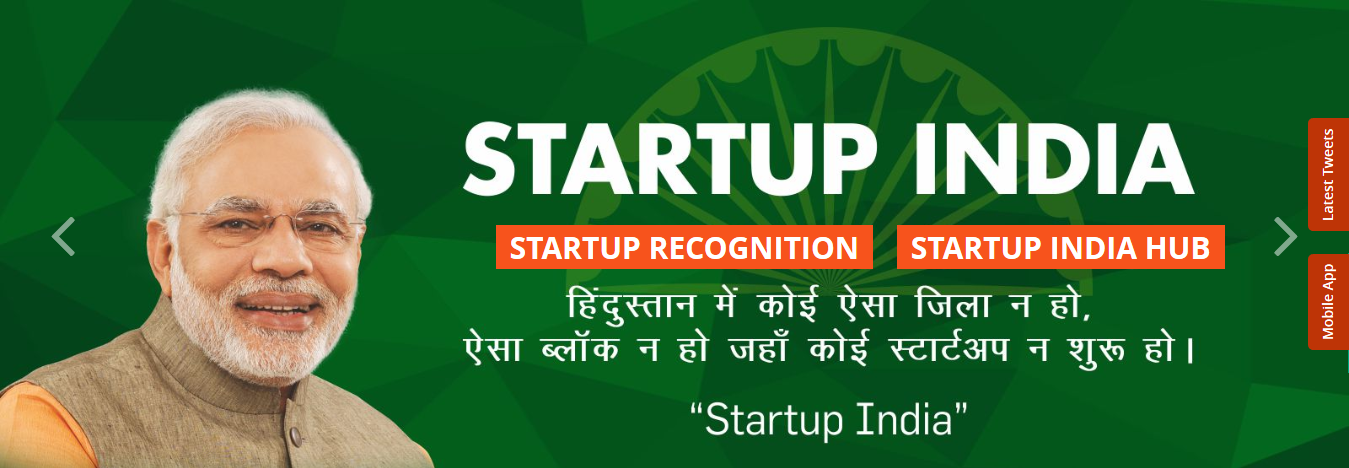 STARTUP INDIA
STARTUP RECOGNITION STARTUP INDIA HUB
हिंदुस्तान में कोई ऐसा जिला न हो,
ऐसा ब्लॉक न हो जहाँ कोई स्टार्टअप न शुरू हो।
“Startup India”
Latest Tweets
Mobile App